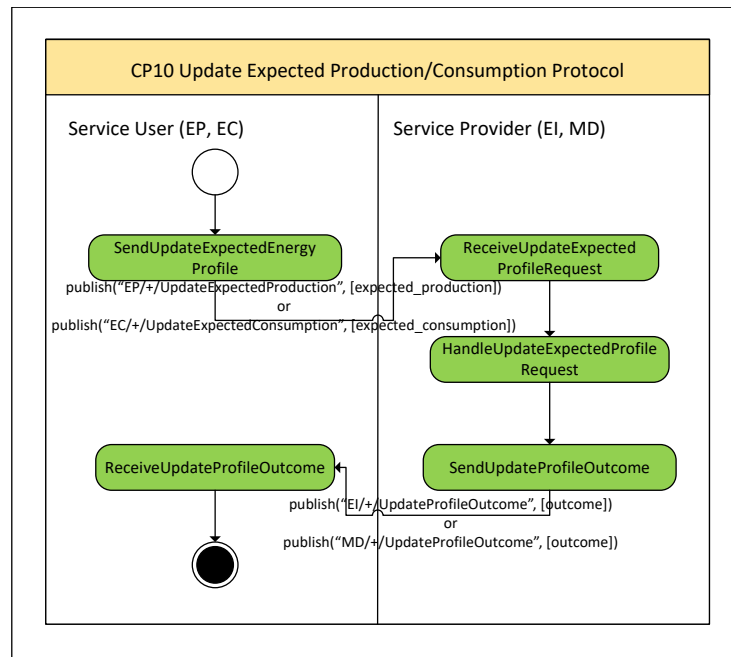 CP10 Update Expected Production/Consumption Protocol
Service User (EP, EC)
Service Provider (EI, MD)
SendUpdateExpectedEnergy
Profile
ReceiveUpdateExpected
ProfileRequest
publish(“EP/+/UpdateExpectedProduction”, [expected_production])
or
publish(“EC/+/UpdateExpectedConsumption”, [expected_consumption])
HandleUpdateExpectedProfile
Request
ReceiveUpdateProfileOutcome
SendUpdateProfileOutcome
publish(“EI/+/UpdateProfileOutcome”, [outcome])
or
publish(“MD/+/UpdateProfileOutcome”, [outcome])